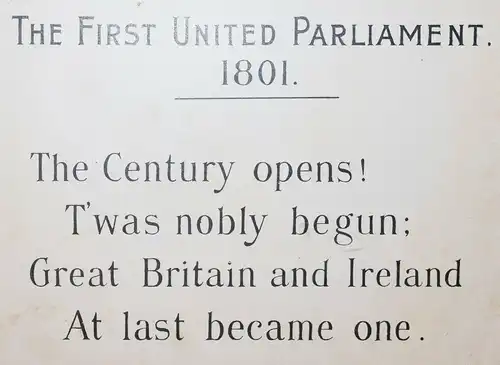 THE FIRST UNITED PARLIAMENT.
1801.
The Century opens!
T'was nobly begun;
Great Britain and Ireland
At last became one.